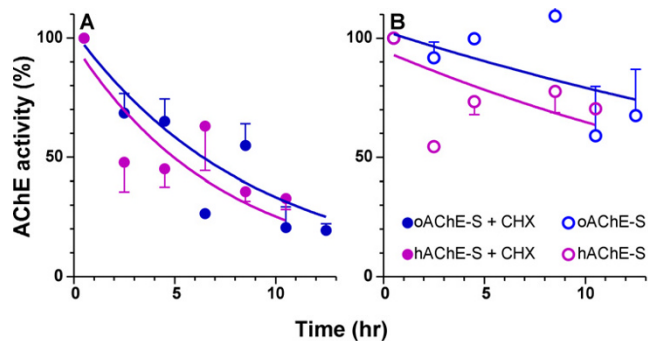 A
B
AChE activity (%)
100
50
0
100
50
0
oAChE-S + CHX
hAChE-S + CHX
oAChE-S
hAChE-S
0
5
10
0
5
10
Time (hr)